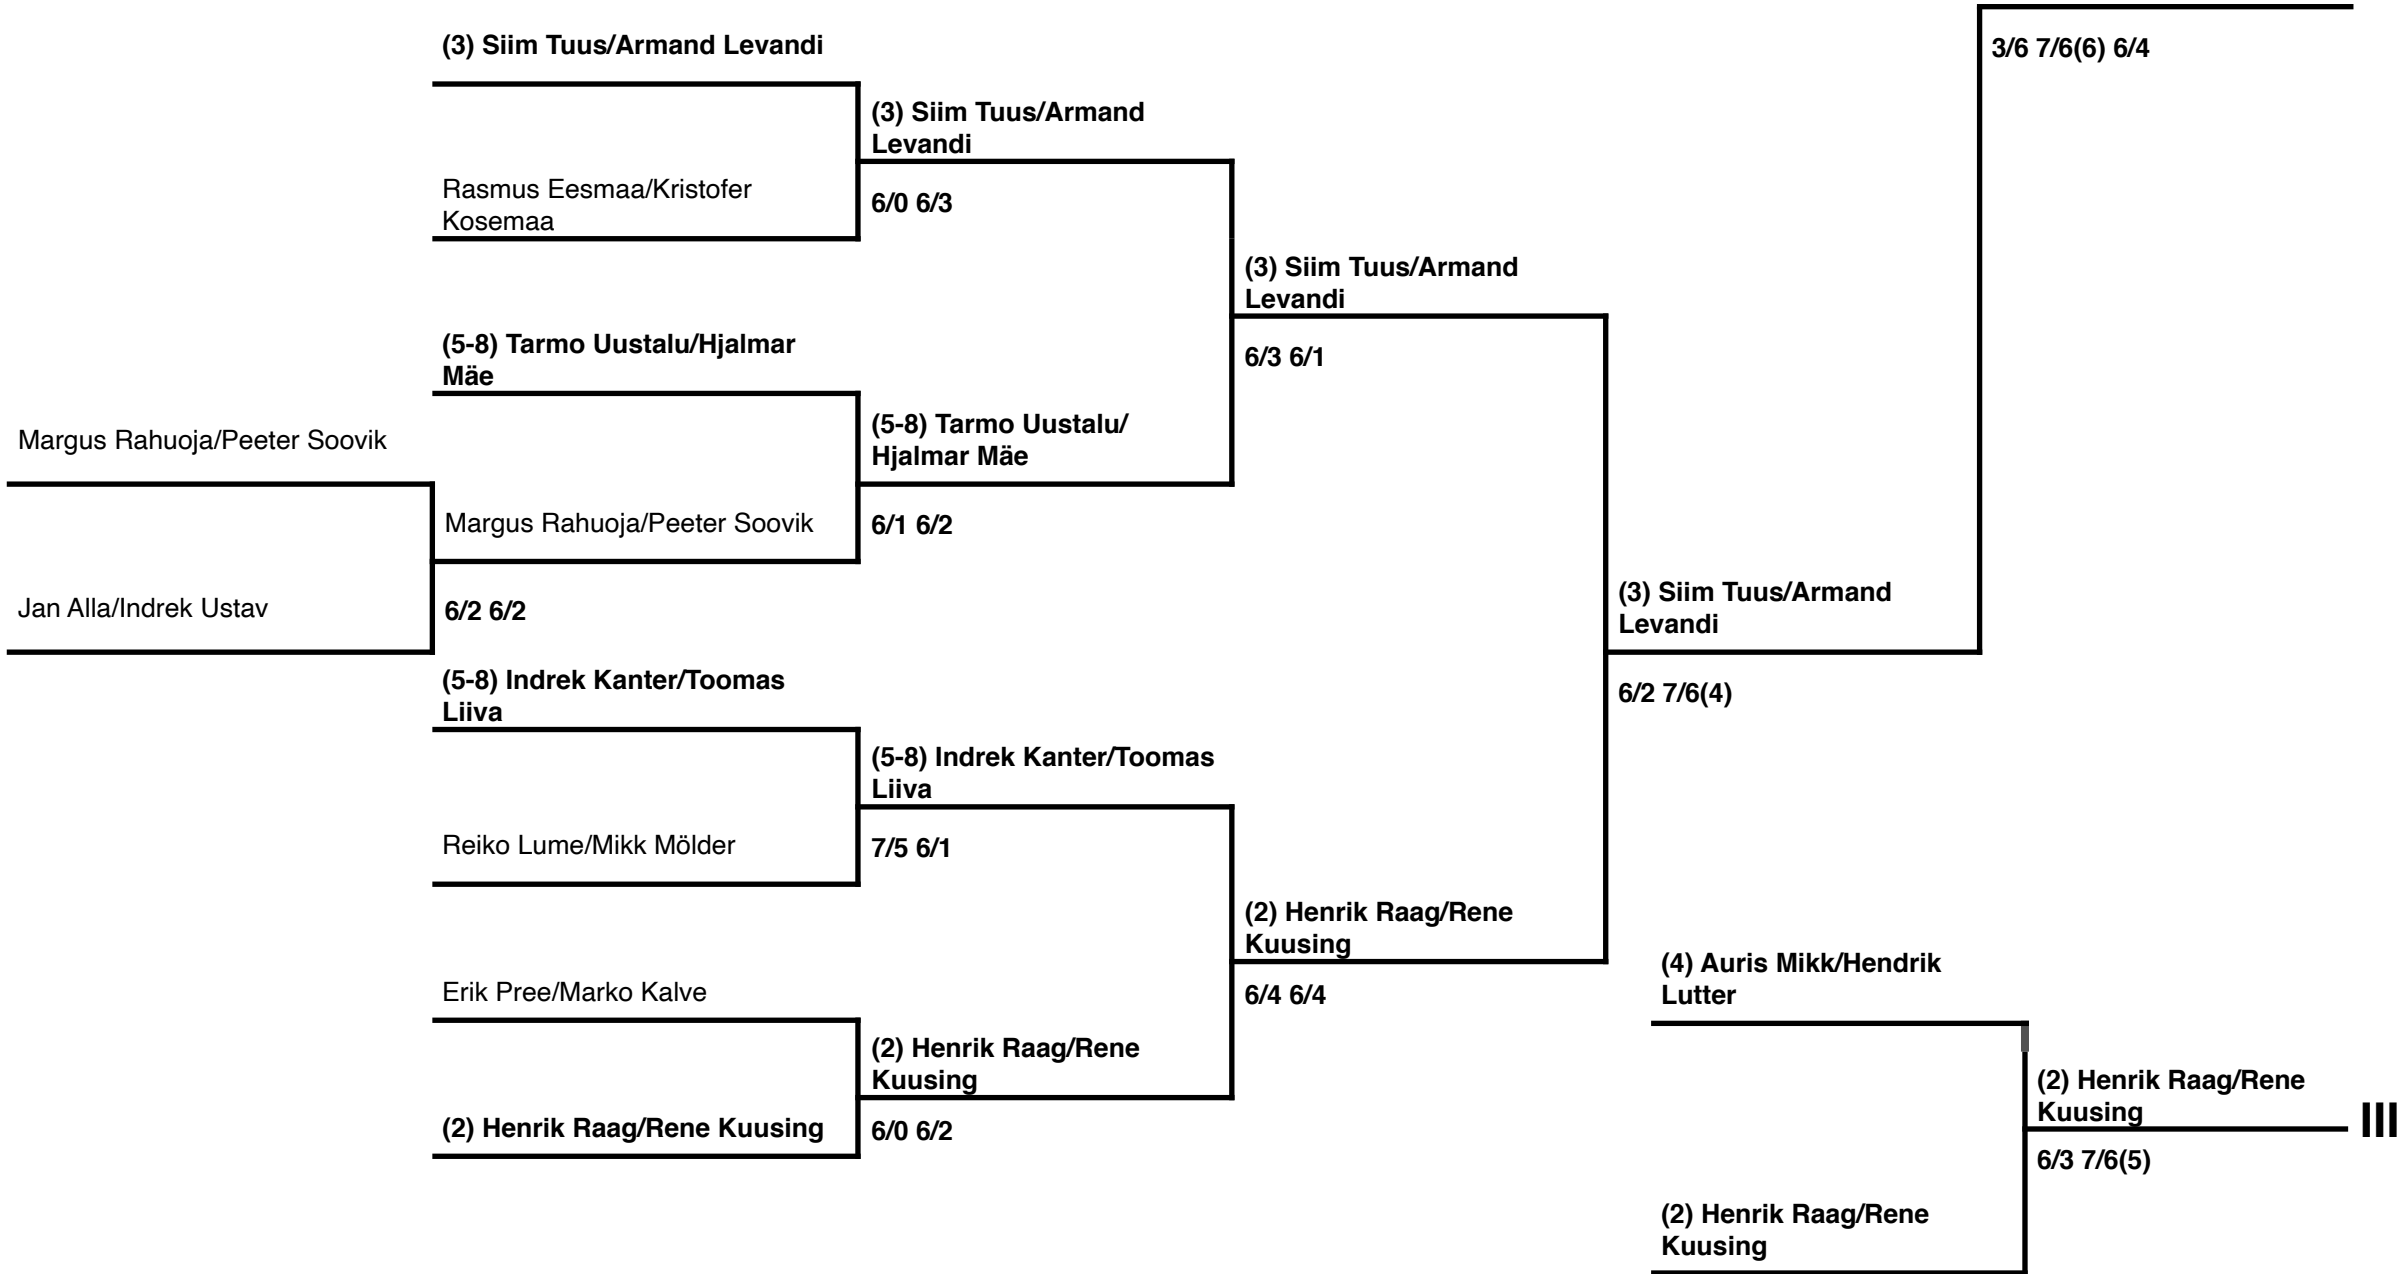 (3) Siim Tuus/Armand Levandi
3/6 7/6(6) 6/4
(3) Siim Tuus/Armand
Levandi
Rasmus Eesmaa/Kristofer
Kosemaa
6/0 6/3
(3) Siim Tuus/Armand
Levandi
(5-8) Tarmo Uustalu/Hjalmar
Mäe
6/3 6/1
(5-8) Tarmo Uustalu/
Hjalmar Mäe
Margus Rahuoja/Peeter Soovik
Margus Rahuoja/Peeter Soovik
6/1 6/2
Jan Alla/Indrek Ustav
6/2 6/2
(3) Siim Tuus/Armand
Levandi
(5-8) Indrek Kanter/Toomas
Liiva
6/2 7/6(4)
(5-8) Indrek Kanter/Toomas
Liiva
Reiko Lume/Mikk Mölder
7/5 6/1
(2) Henrik Raag/Rene
Kuusing
(4) Auris Mikk/Hendrik
Lutter
Erik Pree/Marko Kalve
6/4 6/4
(2) Henrik Raag/Rene
Kuusing
(2) Henrik Raag/Rene
Kuusing
III
(2) Henrik Raag/Rene Kuusing
6/0 6/2
6/3 7/6(5)
(2) Henrik Raag/Rene
Kuusing